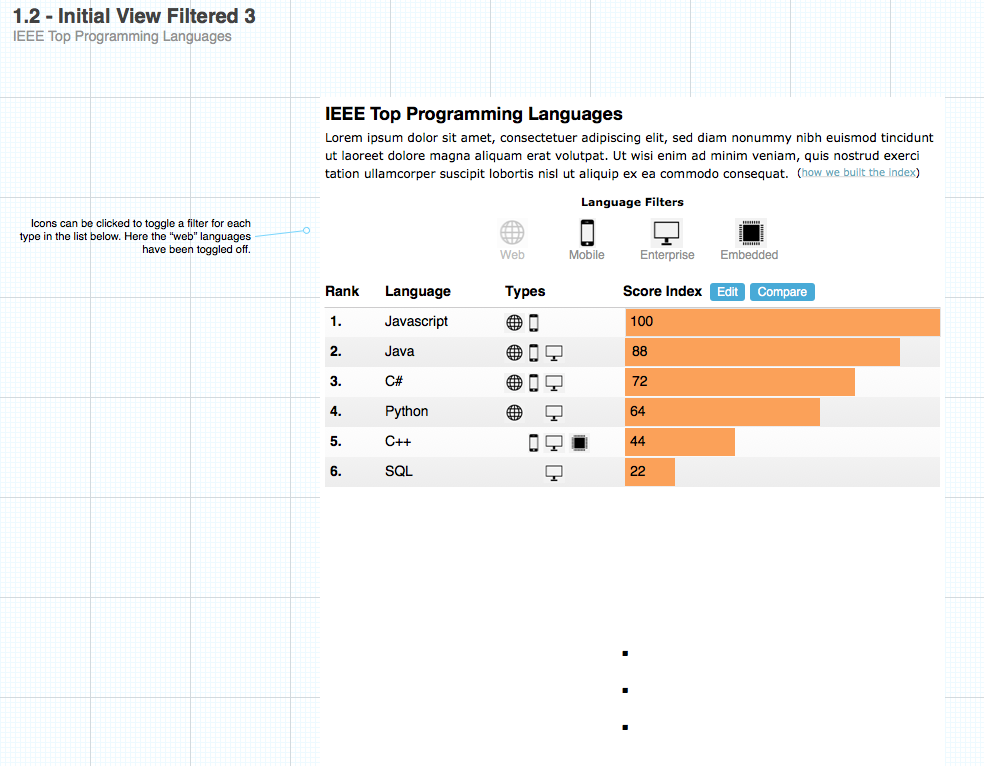 1.2 - Initial View Filtered 3
IEEE Top Programming Languages
IEEE Top Programming Languages
Lorem ipsum dolor sit amet, consectetuer adipiscing elit, sed diam nonummy nibh euismod tincidunt
ut laoreet dolore magna aliquam erat volutpat. Ut wisi enim ad minim veniam, quis nostrud exerci
tation ullamcorper suscipit lobortis nisl ut aliquip ex ea commodo consequat. (how we built the index)
Language Filters
Icons can be clicked to toggle a filter for each
type in the list below. Here the “web” languages
have been toggled off.
Web Mobile Enterprise Embedded
Rank Language Types Score Index Edit Compare
1. Javascript 100
2. Java 88
3. C# 72
4. Python 64
5. C++ 44
6. SQL 22